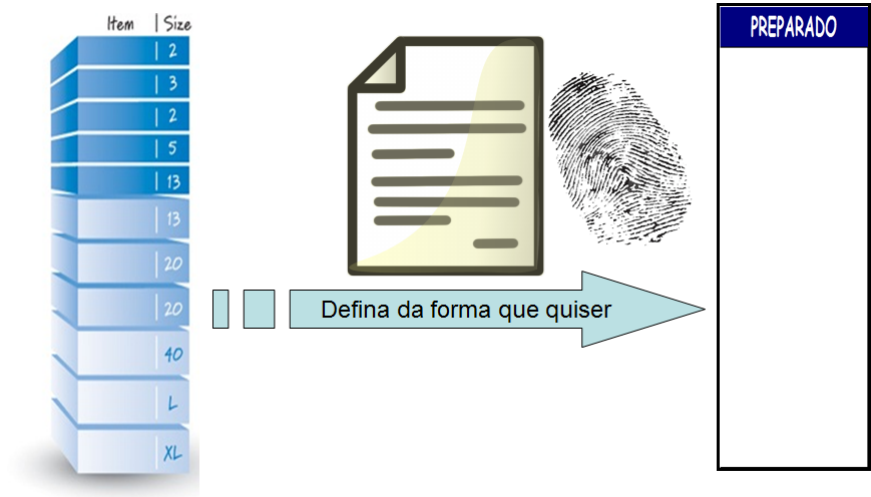 Item | Size
2
3
2
5
13
13
20
20
40
L
XL
Defina da forma que quiser
PREPARADO